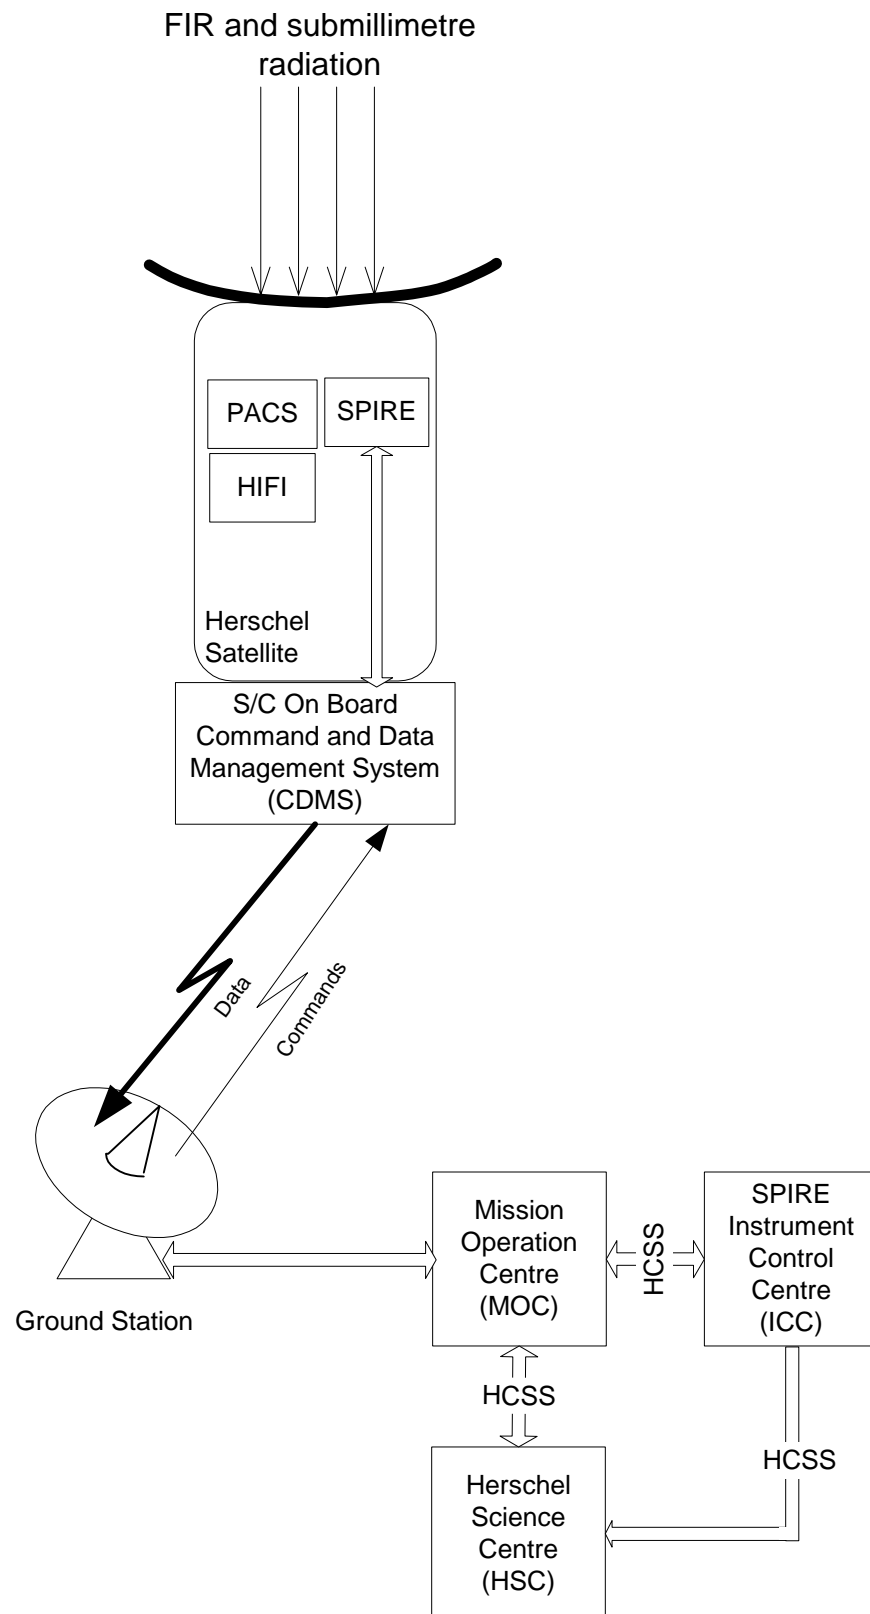 FIR and submillimetre
radiation
PACS
SPIRE
HIFI
Herschel
Satellite
S/C On Board
Command and Data
Management System
(CDMS)
Data
Commands
Ground Station
Mission
Operation
Centre
(MOC)
HCSS
SPIRE
Instrument
Control
Centre
(ICC)
HCSS
HCSS
Herschel
Science
Centre
(HSC)